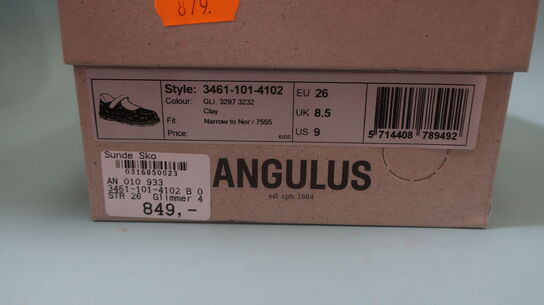 879.
Style: 3461-101-4102
Colour: GLI. 3297 3232
Clay
Fit Narrow to Nor / 7555
Price:
KIDS
EU 26
UK 8.5
US 9
5 714408 789492
Sunde Sko
0316850023
AN 010 933
3461-101-4102 B 0
STR 26 Glimmer 4
849,-
ANGULUS
est cph 1904